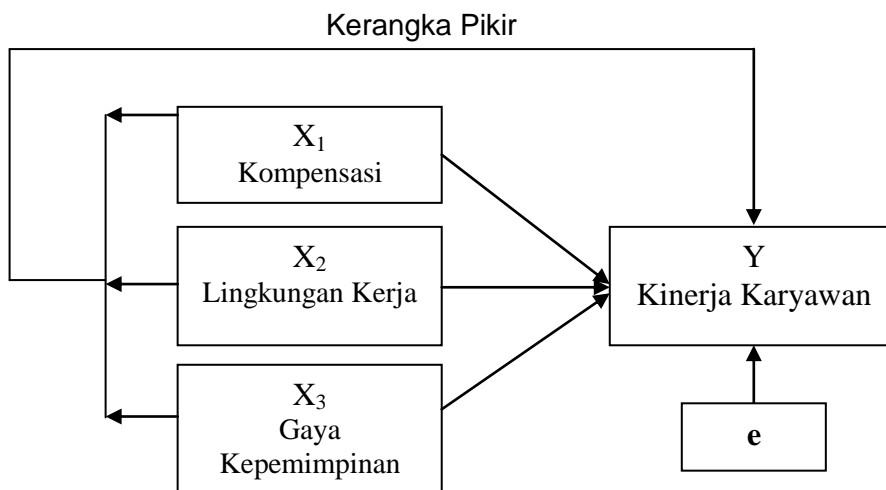 Kerangka Pikir
X₁
Kompensasi
X₂
Lingkungan Kerja
X₃
Gaya
Kepemimpinan
Y
Kinerja Karyawan
e